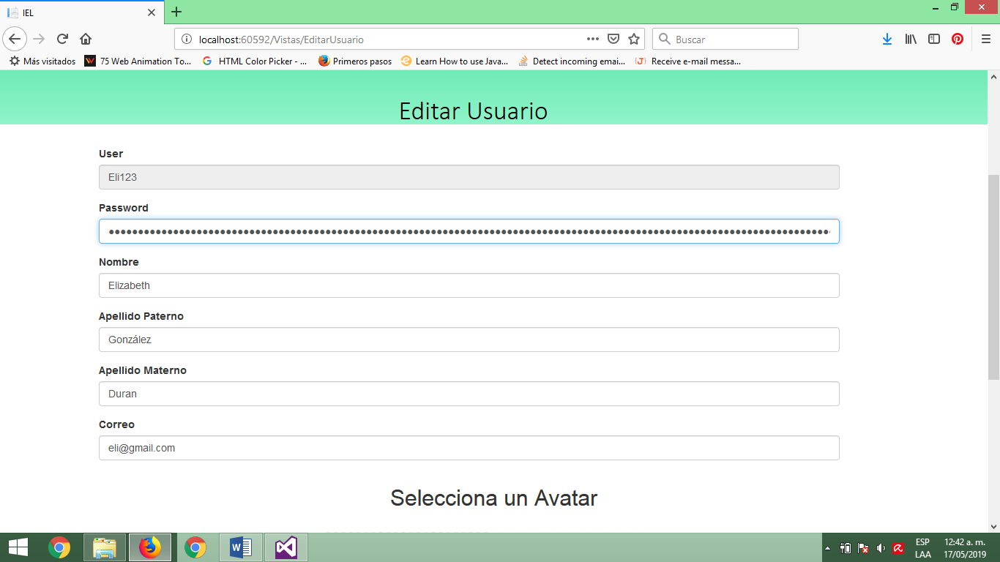 IEL
localhost:60592/Vistas/EditarUsuario
Buscar
Más visitados
75 Web Animation To...
HTML Color Picker - ...
Primeros pasos
Learn How to use Java...
Detect incoming emai...
Receive e-mail messa...
Editar Usuario
User
Eli123
Password
Nombre
Elizabeth
Apellido Paterno
González
Apellido Materno
Duran
Correo
eli@gmail.com
Selecciona un Avatar
ESP
12:42 a. m.
LAA
17/05/2019